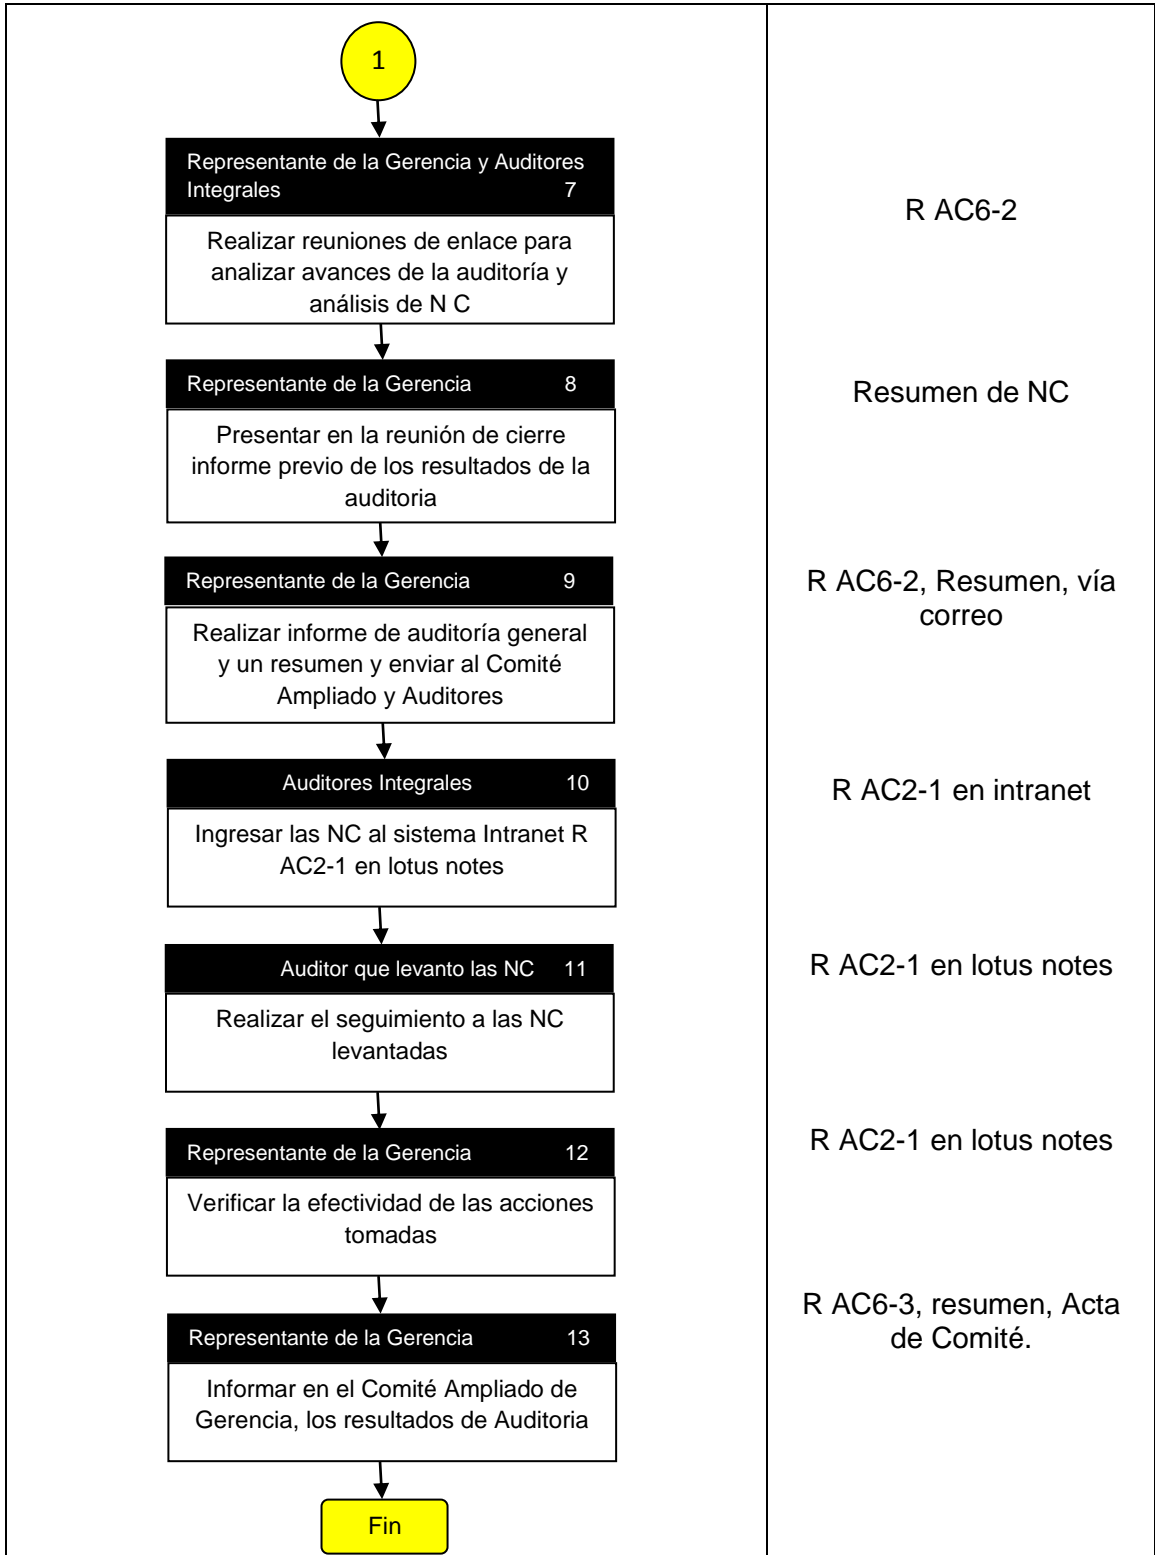 1
Representante de la Gerencia y Auditores
Integrales 7
R AC6-2
Realizar reuniones de enlace para
analizar avances de la auditoría y
análisis de N C
Representante de la Gerencia 8
Resumen de NC
Presentar en la reunión de cierre
informe previo de los resultados de la
auditoria
Representante de la Gerencia 9
R AC6-2, Resumen, vía
correo
Realizar informe de auditoría general
y un resumen y enviar al Comité
Ampliado y Auditores
Auditores Integrales 10
R AC2-1 en intranet
Ingresar las NC al sistema Intranet R
AC2-1 en lotus notes
Auditor que levanto las NC 11
R AC2-1 en lotus notes
Realizar el seguimiento a las NC
levantadas
Representante de la Gerencia 12
R AC2-1 en lotus notes
Verificar la efectividad de las acciones
tomadas
Representante de la Gerencia 13
R AC6-3, resumen, Acta
de Comité.
Informar en el Comité Ampliado de
Gerencia, los resultados de Auditoria
Fin